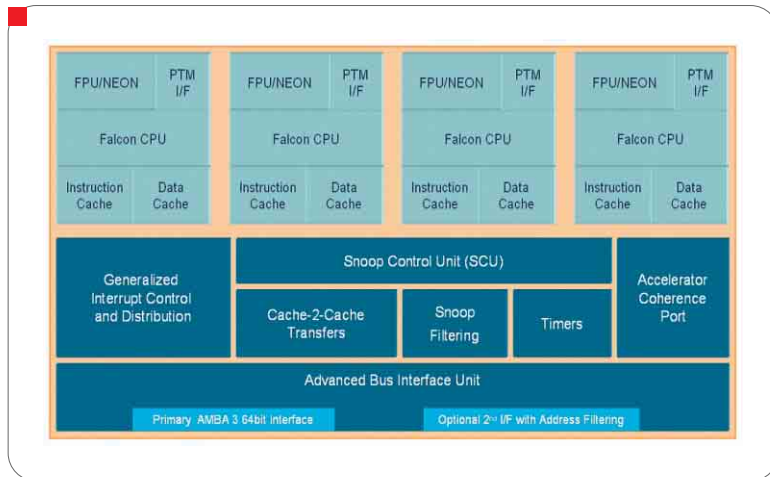 FPU/NEON
PTM
I/F
Falcon CPU
Instruction
Cache
Data
Cache
FPU/NEON
PTM
I/F
Falcon CPU
Instruction
Cache
Data
Cache
FPU/NEON
PTM
I/F
Falcon CPU
Instruction
Cache
Data
Cache
FPU/NEON
PTM
I/F
Falcon CPU
Instruction
Cache
Data
Cache
Generalized
Interrupt Control
and Distribution
Snoop Control Unit (SCU)
Cache-2-Cache
Transfers
Snoop
Filtering
Timers
Accelerator
Coherence
Port
Advanced Bus Interface Unit
Primary AMBA 3 64bit Interface
Optional 2nd I/F with Address Filtering